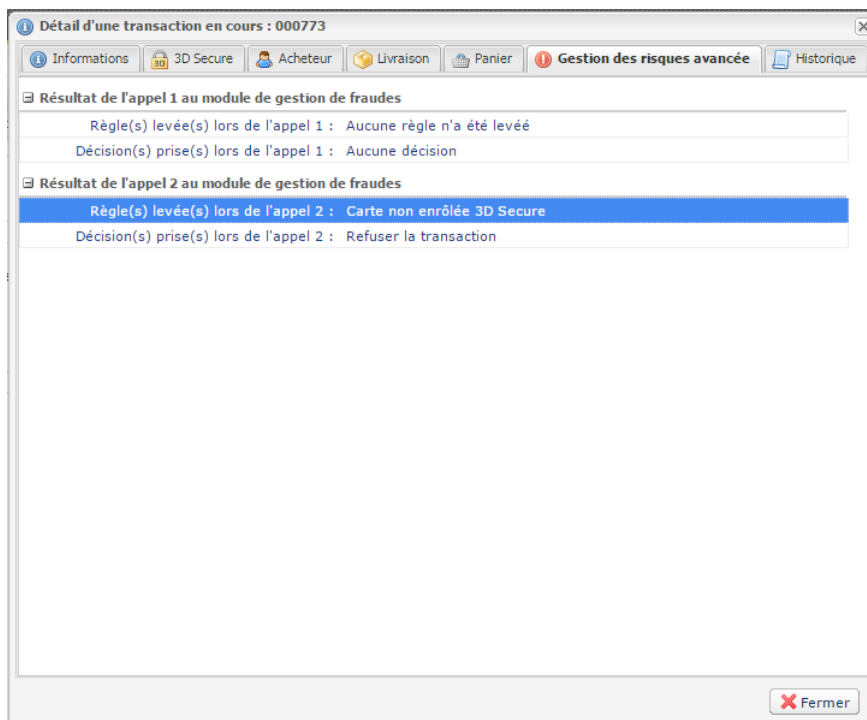 Détail d'une transaction en cours : 000773
Informations 3D Secure Acheteur Livraison Panier Gestion des risques avancée Historique
Résultat de l'appel 1 au module de gestion de fraudes
Règle(s) levée(s) lors de l'appel 1 : Aucune règle n'a été levéé
Décision(s) prise(s) lors de l'appel 1 : Aucune décision
Résultat de l'appel 2 au module de gestion de fraudes
Règle(s) levée(s) lors de l'appel 2 : Carte non enrôlée 3D Secure
Décision(s) prise(s) lors de l'appel 2 : Refuser la transaction
Fermer